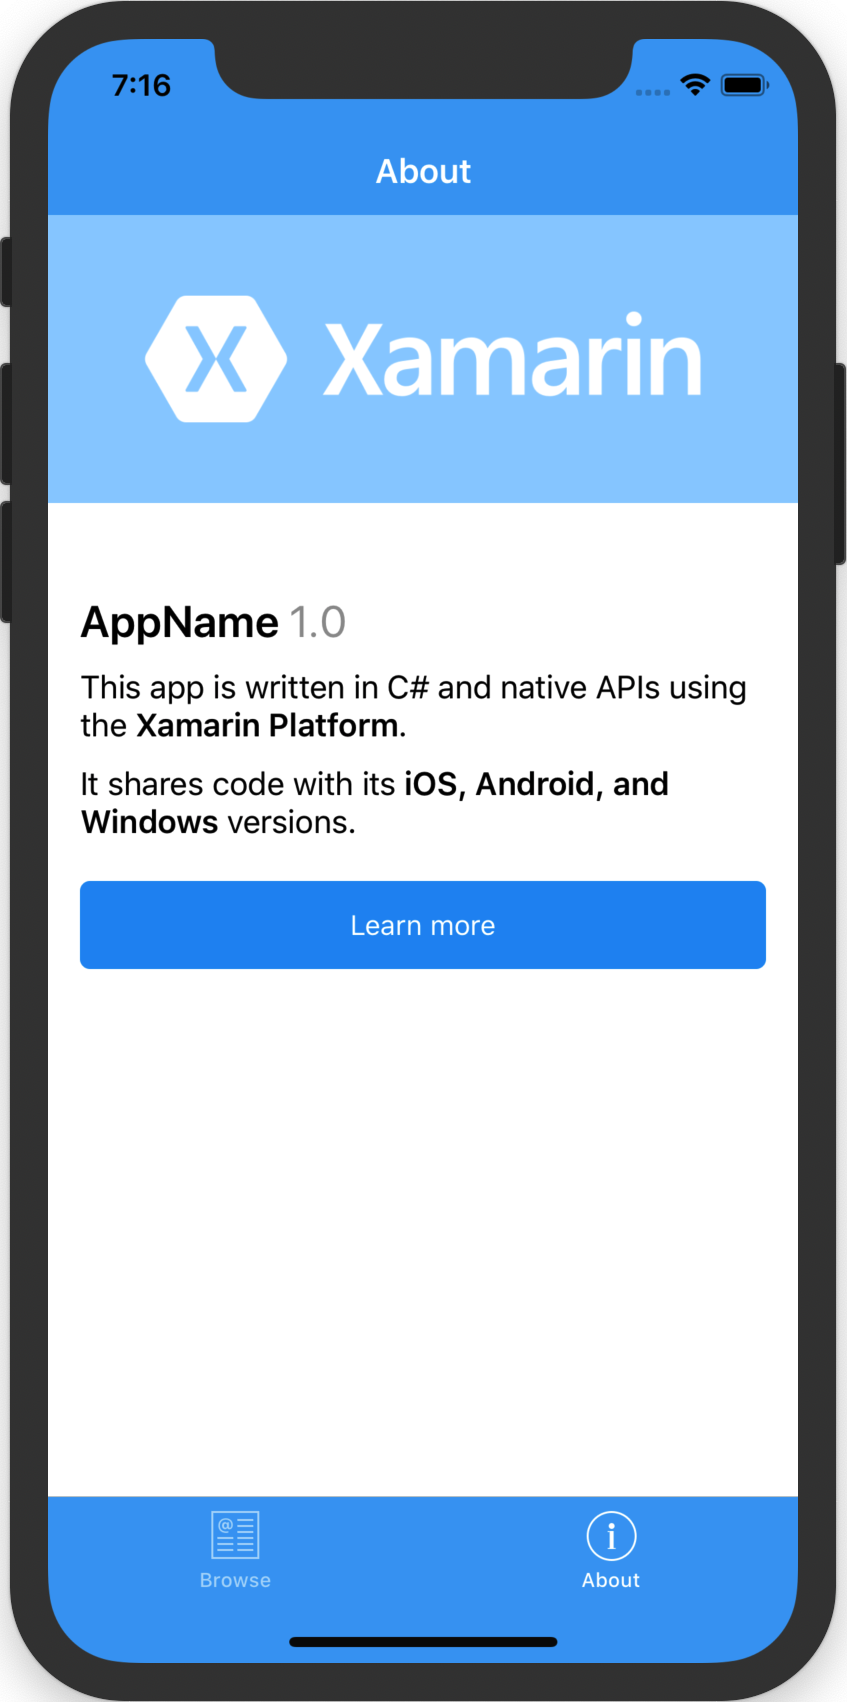 7:16
About
Xamarin
AppName 1.0
This app is written in C# and native APIs using
the Xamarin Platform.
It shares code with its iOS, Android, and
Windows versions.
Learn more
@
i
Browse
About